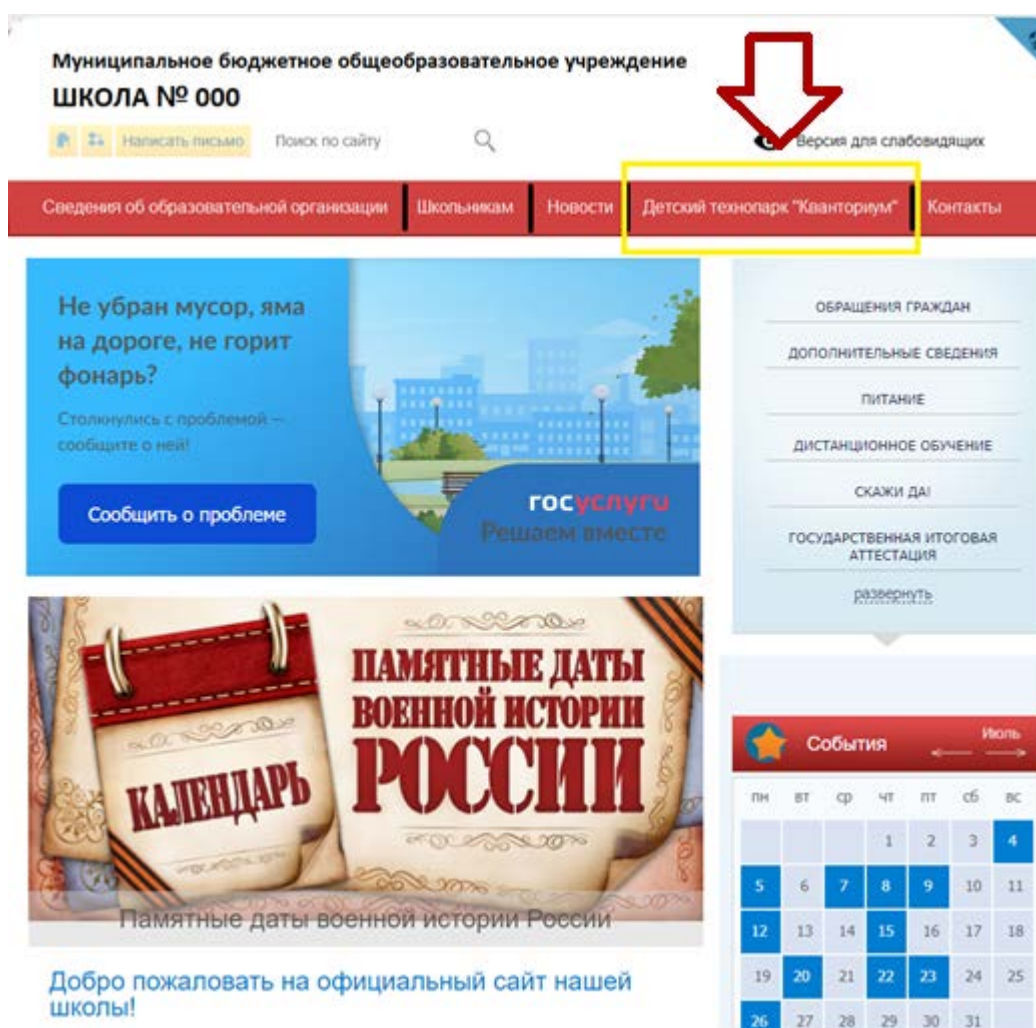 Муниципальное бюджетное общеобразовательное учреждение
ШКОЛА № 000
Написать письмо
Поиск по сайту
Версия для слабовидящих
Сведения об образовательной организации
Школьникам
Новости
Детский технопарк "Кванториум"
Контакты
Не убран мусор, яма
на дороге, не горит
фонарь?
Столкнулись с проблемой —
сообщите о ней!
Сообщить о проблеме
госуслуги
Решаем вместе
ОБРАЩЕНИЯ ГРАЖДАН
ДОПОЛНИТЕЛЬНЫЕ СВЕДЕНИЯ
ПИТАНИЕ
ДИСТАНЦИОННОЕ ОБУЧЕНИЕ
СКАЖИ ДА!
ГОСУДАРСТВЕННАЯ ИТОГОВАЯ
АТТЕСТАЦИЯ
развернуть
КАЛЕНДАРЬ
ПАМЯТНЫЕ ДАТЫ
ВОЕННОЙ ИСТОРИИ
РОССИИ
Памятные даты военной истории России
Добро пожаловать на официальный сайт нашей
школы!
События
Июль
пн вт ср чт пт сб вс
1 2 3 4
5 6 7 8 9 10 11
12 13 14 15 16 17 18
19 20 21 22 23 24 25
26 27 28 29 30 31